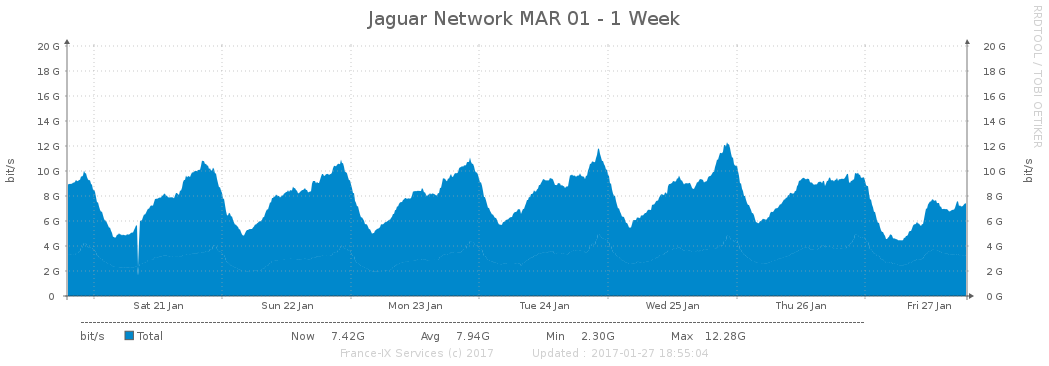 Jaguar Network MAR 01 - 1 Week
RRDTOOL / TOBI OETIKER
bit/s
bit/s
20 G 20 G
18 G 18 G
16 G 16 G
14 G 14 G
12 G 12 G
10 G 10 G
8 G 8 G
6 G 6 G
4 G 4 G
2 G 2 G
0 0 G
Sat 21 Jan Sun 22 Jan Mon 23 Jan Tue 24 Jan Wed 25 Jan Thu 26 Jan Fri 27 Jan
bit/s Total Now 7.42G Avg 7.94G Min 2.30G Max 12.28G
France-IX Services (c) 2017 Updated : 2017-01-27 18:55:04